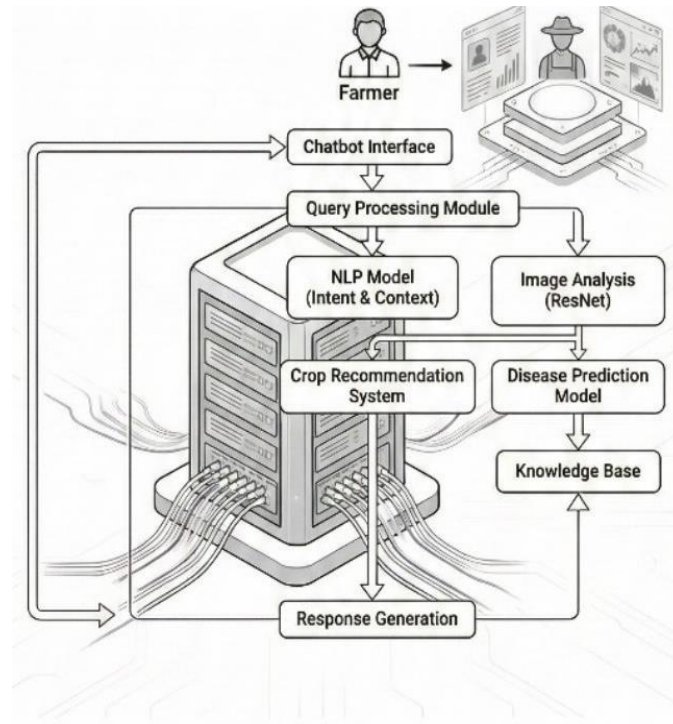 Farmer
Chatbot Interface
Query Processing Module
NLP Model
(Intent & Context)
Image Analysis
(ResNet)
Crop Recommendation
System
Disease Prediction
Model
Knowledge Base
Response Generation